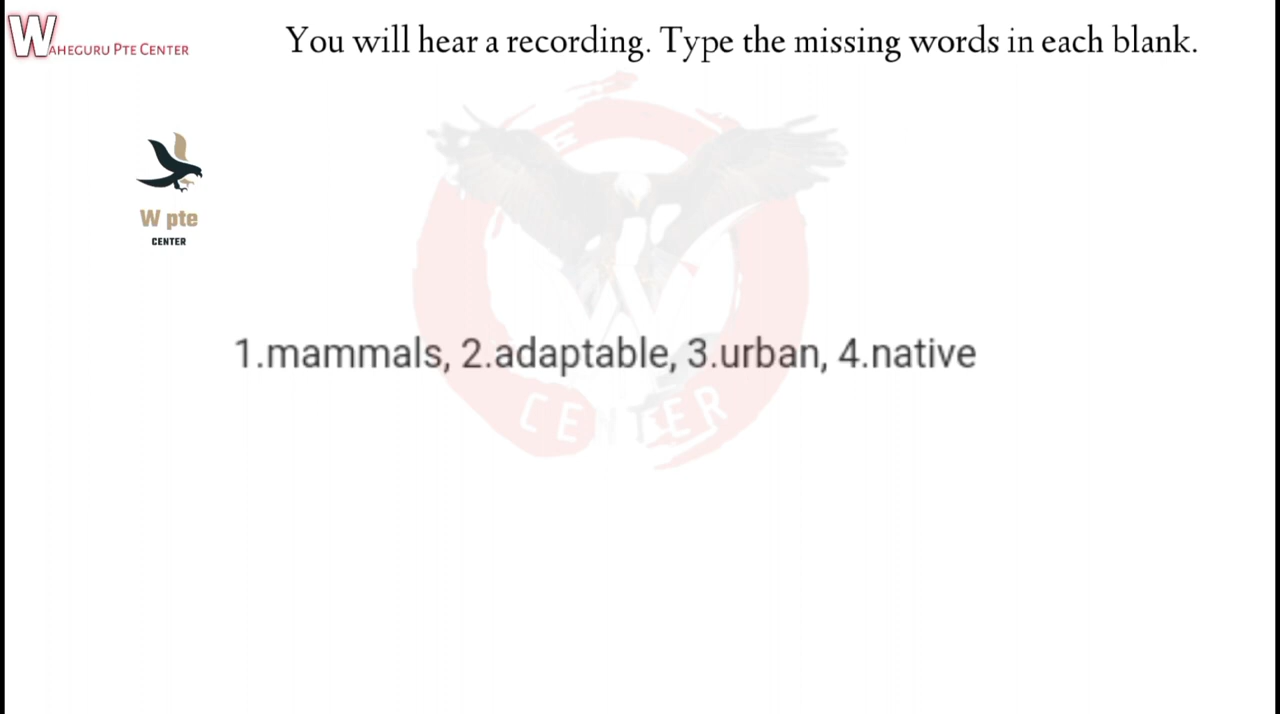 WAHEGURU PTE CENTER
You will hear a recording. Type the missing words in each blank.
W pte
CENTER
1.mammals, 2.adaptable, 3.urban, 4.native
CENTER